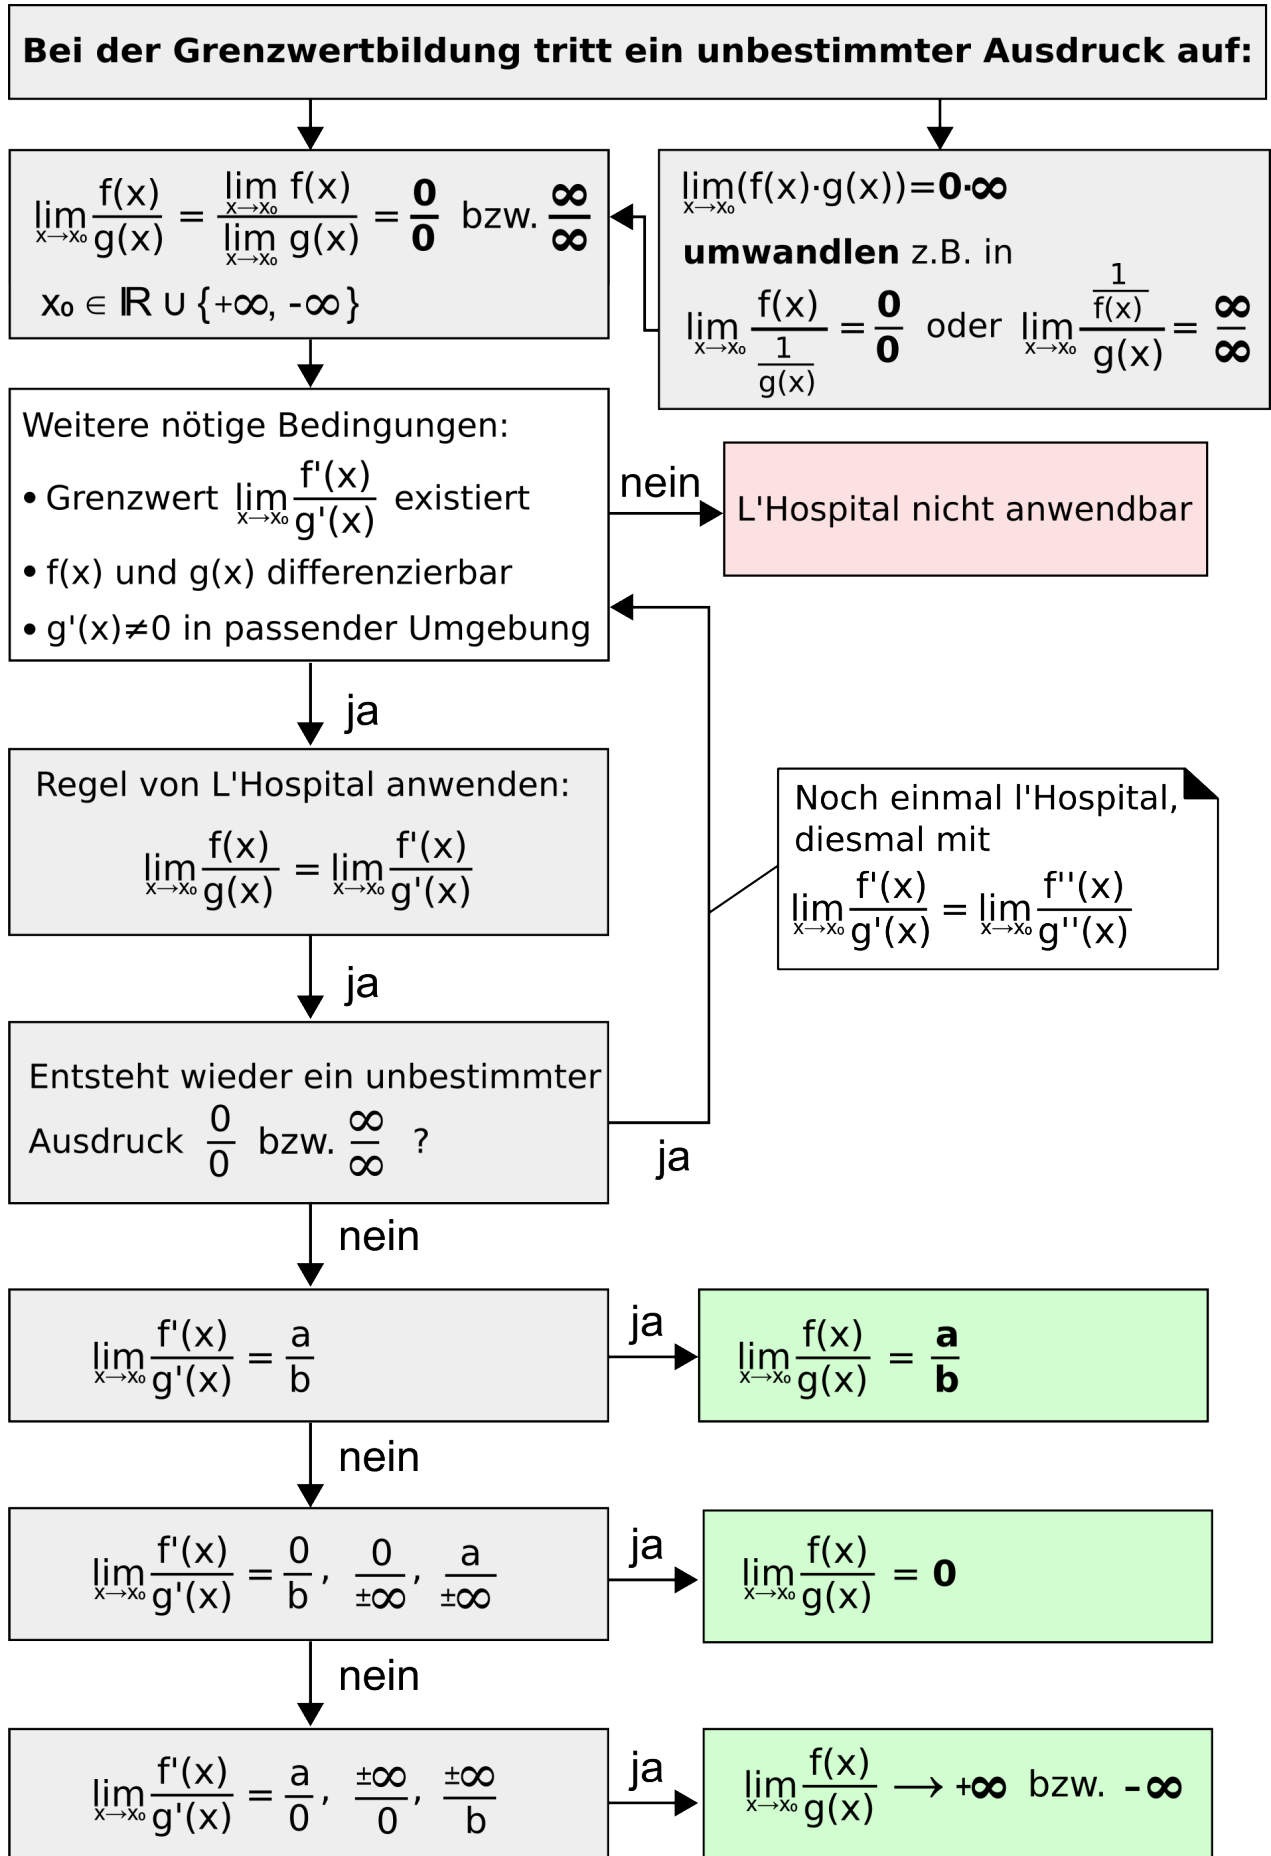 Bei der Grenzwertbildung tritt ein unbestimmter Ausdruck auf:
lim x→x₀ f(x)/g(x) = lim x→x₀ f(x) / lim x→x₀ g(x) = 0/0 bzw. ∞/∞
x₀ ∈ ℝ ∪ {+∞, -∞}
lim x→x₀ (f(x)·g(x))=0·∞
umwandlen z.B. in
lim x→x₀ f(x)/(1/g(x)) = 0/0 oder lim x→x₀ (1/f(x))/g(x) = ∞/∞
Weitere nötige Bedingungen:
• Grenzwert lim x→x₀ f'(x)/g'(x) existiert
• f(x) und g(x) differenzierbar
• g'(x)≠0 in passender Umgebung
nein
L'Hospital nicht anwendbar
ja
Regel von L'Hospital anwenden:
lim x→x₀ f(x)/g(x) = lim x→x₀ f'(x)/g'(x)
Noch einmal l'Hospital,
diesmal mit
lim x→x₀ f'(x)/g'(x) = lim x→x₀ f''(x)/g''(x)
ja
Entsteht wieder ein unbestimmter
Ausdruck 0/0 bzw. ∞/∞ ?
ja
nein
lim x→x₀ f'(x)/g'(x) = a/b
ja
lim x→x₀ f(x)/g(x) = a/b
nein
lim x→x₀ f'(x)/g'(x) = 0/b, 0/±∞, a/±∞
ja
lim x→x₀ f(x)/g(x) = 0
nein
lim x→x₀ f'(x)/g'(x) = a/0, ±∞/0, ±∞/b
ja
lim x→x₀ f(x)/g(x) ⟶ +∞ bzw. -∞